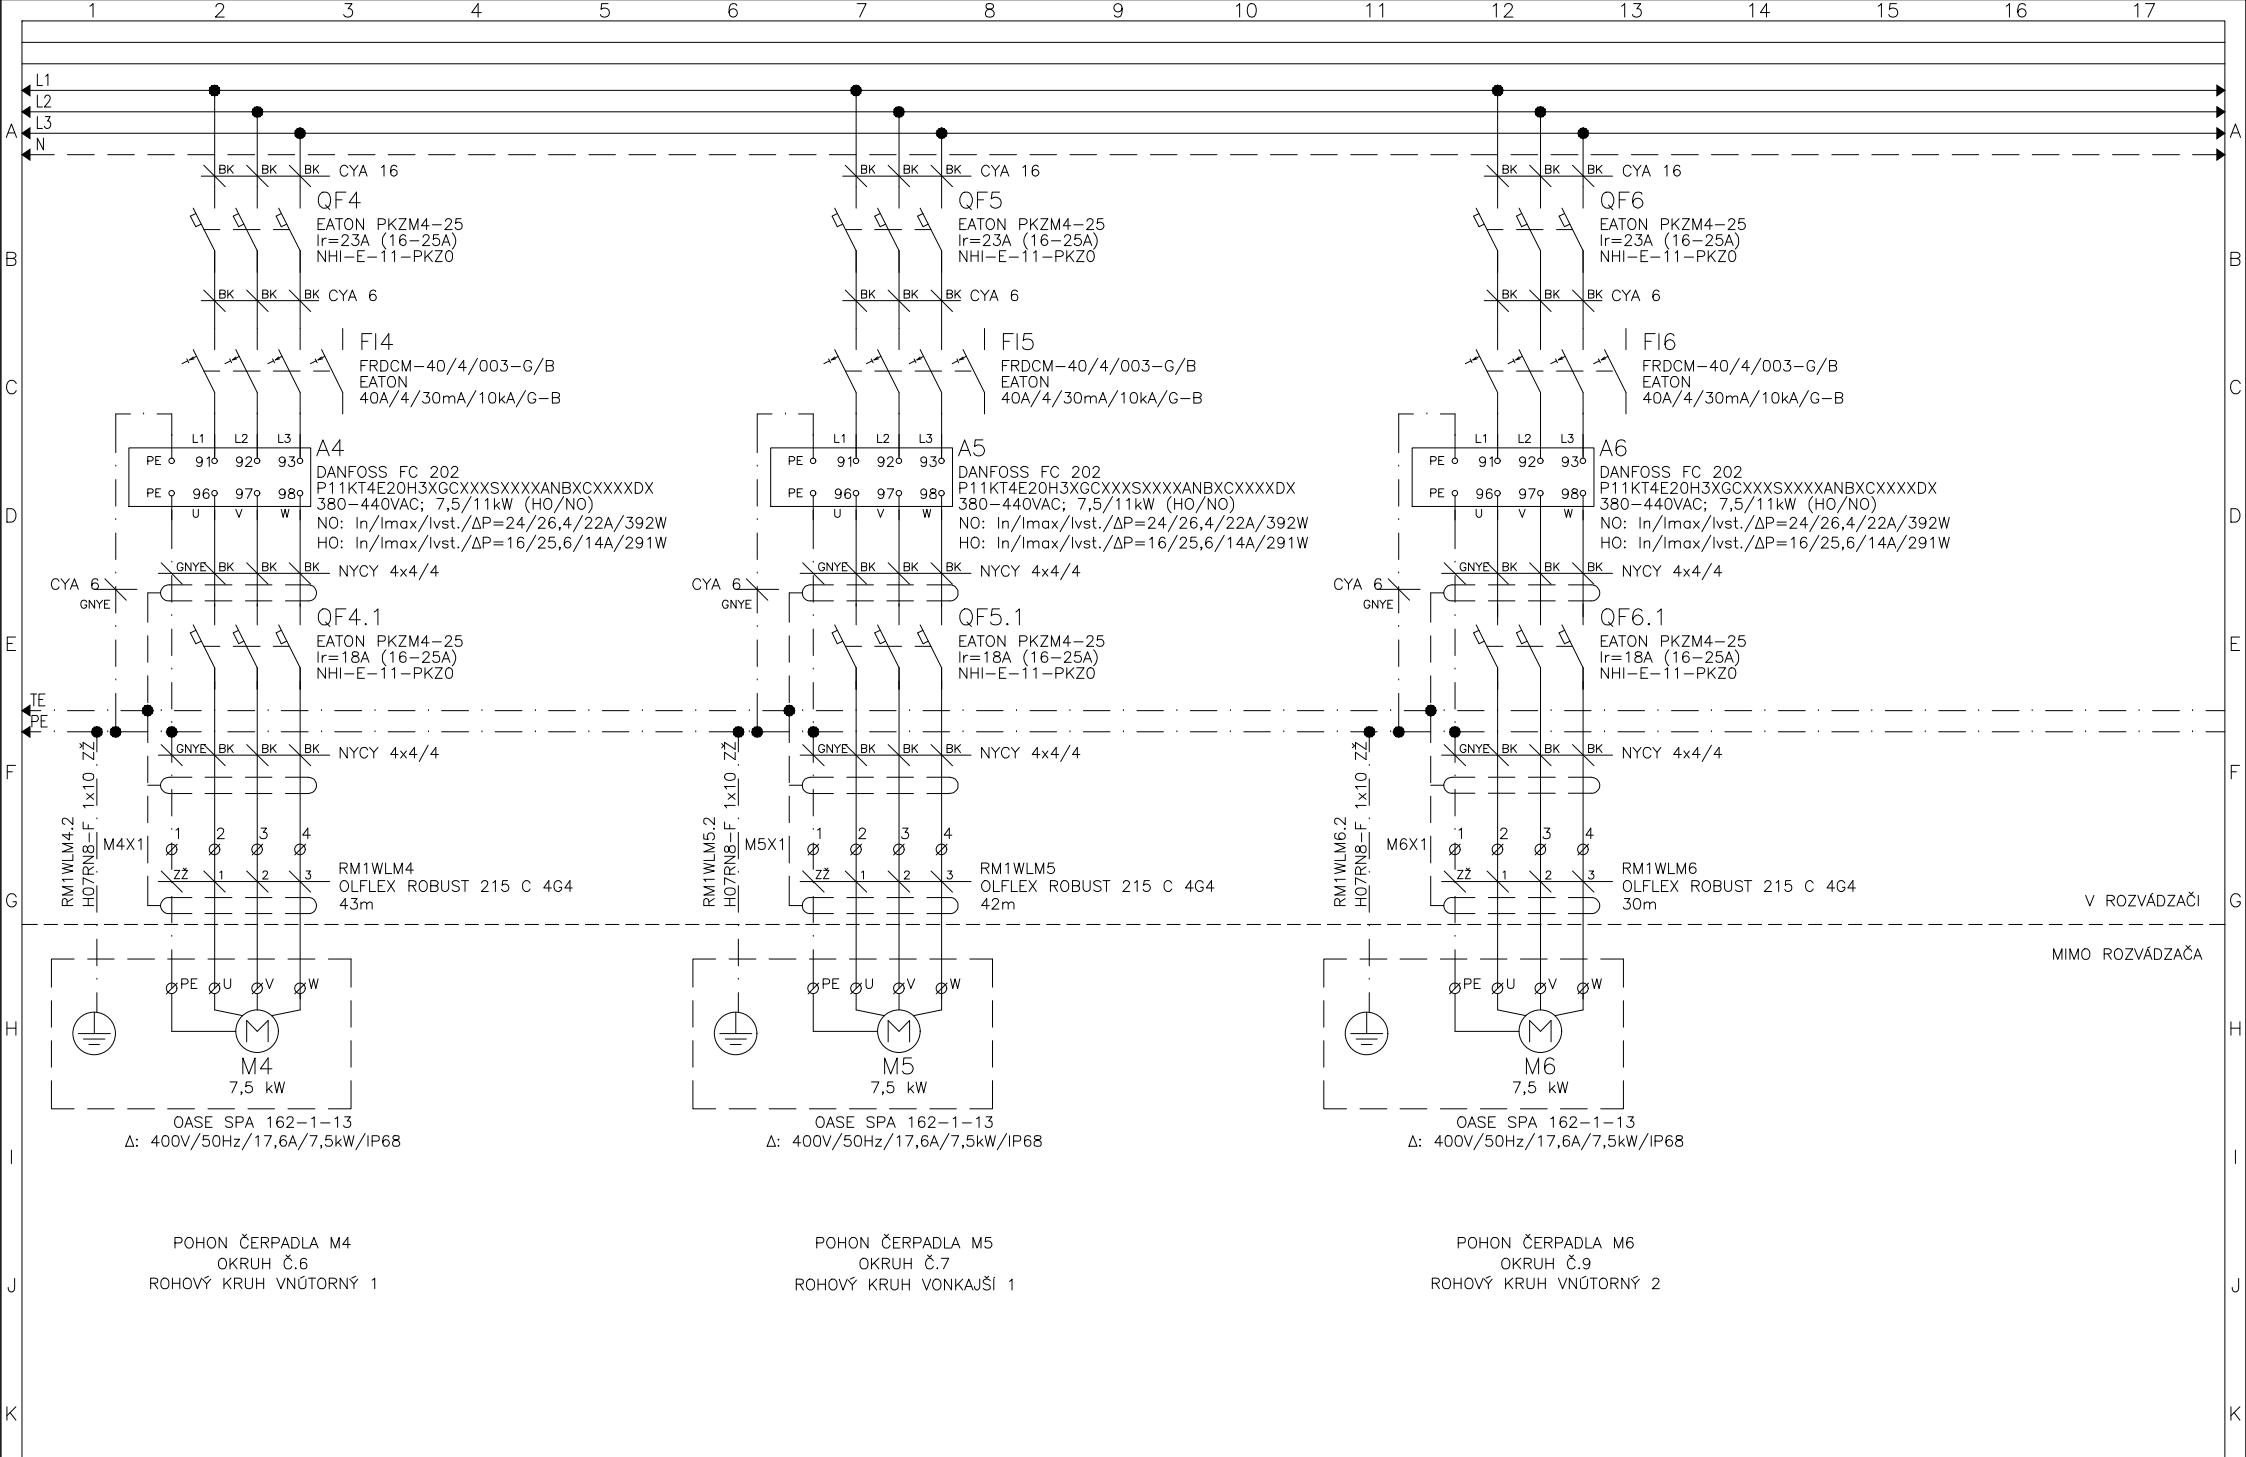 1 2 3 4 5 6 7 8 9 10 11 12 13 14 15 16 17
L1
L2
L3
N
A A
BK BK BK CYA 16
QF4
EATON PKZM4-25
Ir=23A (16-25A)
NHI-E-11-PKZ0
BK BK BK CYA 6
FI4
FRDCM-40/4/003-G/B
EATON
40A/4/30mA/10kA/G-B
L1 L2 L3
PE 91 92 93
PE 96 97 98
U V W
A4
DANFOSS FC 202
P11KT4E20H3XGCXXXSXXXXANBXCXXXXDX
380-440VAC; 7,5/11kW (HO/NO)
NO: In/Imax/Ivst./ΔP=24/26,4/22A/392W
HO: In/Imax/Ivst./ΔP=16/25,6/14A/291W
GNYE BK BK BK NYCY 4x4/4
CYA 6
GNYE
QF4.1
EATON PKZM4-25
Ir=18A (16-25A)
NHI-E-11-PKZ0
TE
PE
GNYE BK BK BK NYCY 4x4/4
RM1WLM4.2
H07RN8-F 1x10 ZŽ
M4X1
1 2 3 4
ZŽ 1 2 3
RM1WLM4
OLFLEX ROBUST 215 C 4G4
43m
PE U V W
M
M4
7,5 kW
OASE SPA 162-1-13
Δ: 400V/50Hz/17,6A/7,5kW/IP68
POHON ČERPADLA M4
OKRUH Č.6
ROHOVÝ KRUH VNÚTORNÝ 1
BK BK BK CYA 16
QF5
EATON PKZM4-25
Ir=23A (16-25A)
NHI-E-11-PKZ0
BK BK BK CYA 6
FI5
FRDCM-40/4/003-G/B
EATON
40A/4/30mA/10kA/G-B
L1 L2 L3
PE 91 92 93
PE 96 97 98
U V W
A5
DANFOSS FC 202
P11KT4E20H3XGCXXXSXXXXANBXCXXXXDX
380-440VAC; 7,5/11kW (HO/NO)
NO: In/Imax/Ivst./ΔP=24/26,4/22A/392W
HO: In/Imax/Ivst./ΔP=16/25,6/14A/291W
GNYE BK BK BK NYCY 4x4/4
CYA 6
GNYE
QF5.1
EATON PKZM4-25
Ir=18A (16-25A)
NHI-E-11-PKZ0
GNYE BK BK BK NYCY 4x4/4
RM1WLM5.2
H07RN8-F 1x10 ZŽ
M5X1
1 2 3 4
ZŽ 1 2 3
RM1WLM5
OLFLEX ROBUST 215 C 4G4
42m
PE U V W
M
M5
7,5 kW
OASE SPA 162-1-13
Δ: 400V/50Hz/17,6A/7,5kW/IP68
POHON ČERPADLA M5
OKRUH Č.7
ROHOVÝ KRUH VONKAJŠÍ 1
BK BK BK CYA 16
QF6
EATON PKZM4-25
Ir=23A (16-25A)
NHI-E-11-PKZ0
BK BK BK CYA 6
FI6
FRDCM-40/4/003-G/B
EATON
40A/4/30mA/10kA/G-B
L1 L2 L3
PE 91 92 93
PE 96 97 98
U V W
A6
DANFOSS FC 202
P11KT4E20H3XGCXXXSXXXXANBXCXXXXDX
380-440VAC; 7,5/11kW (HO/NO)
NO: In/Imax/Ivst./ΔP=24/26,4/22A/392W
HO: In/Imax/Ivst./ΔP=16/25,6/14A/291W
GNYE BK BK BK NYCY 4x4/4
CYA 6
GNYE
QF6.1
EATON PKZM4-25
Ir=18A (16-25A)
NHI-E-11-PKZ0
GNYE BK BK BK NYCY 4x4/4
RM1WLM6.2
H07RN8-F 1x10 ZŽ
M6X1
1 2 3 4
ZŽ 1 2 3
RM1WLM6
OLFLEX ROBUST 215 C 4G4
30m
PE U V W
M
M6
7,5 kW
OASE SPA 162-1-13
Δ: 400V/50Hz/17,6A/7,5kW/IP68
POHON ČERPADLA M6
OKRUH Č.9
ROHOVÝ KRUH VNÚTORNÝ 2
V ROZVÁDZAČI
MIMO ROZVÁDZAČA
B B
C C
D D
E E
F F
G G
H H
I I
J J
K K